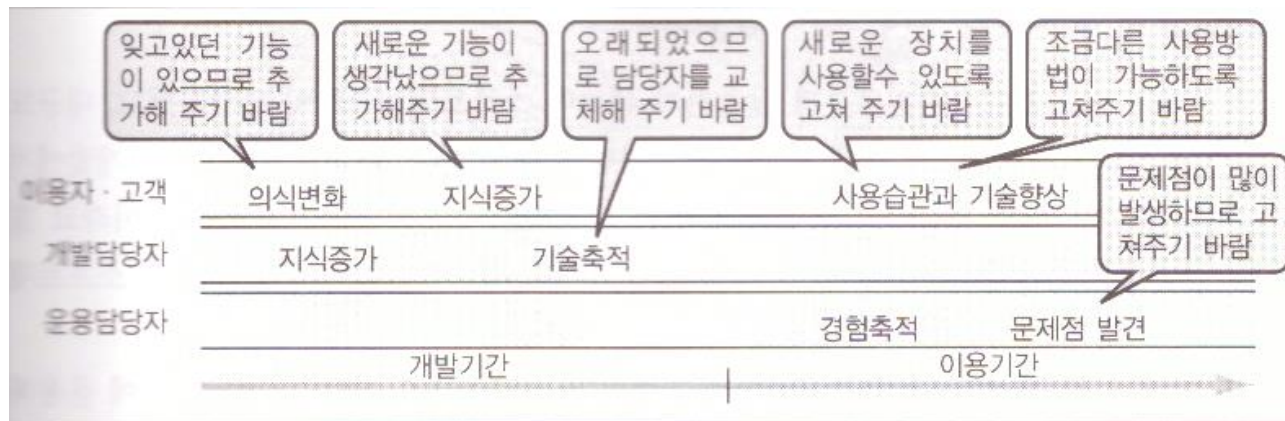 잊고있던 기능
이 있으므로 추
가해 주기 바람
새로운 기능이
생각났으므로 추
가해주기 바람
오래되었으므
로 담당자를 교
체해 주기 바람
새로운 장치를
사용할수 있도록
고쳐 주기 바람
조금다른 사용방
법이 가능하도록
고쳐주기 바람
이용자 · 고객
의식변화
지식증가
사용습관과 기술향상
문제점이 많이
발생하므로 고
쳐주기 바람
개발담당자
지식증가
기술축적
운용담당자
경험축적
문제점 발견
개발기간
이용기간